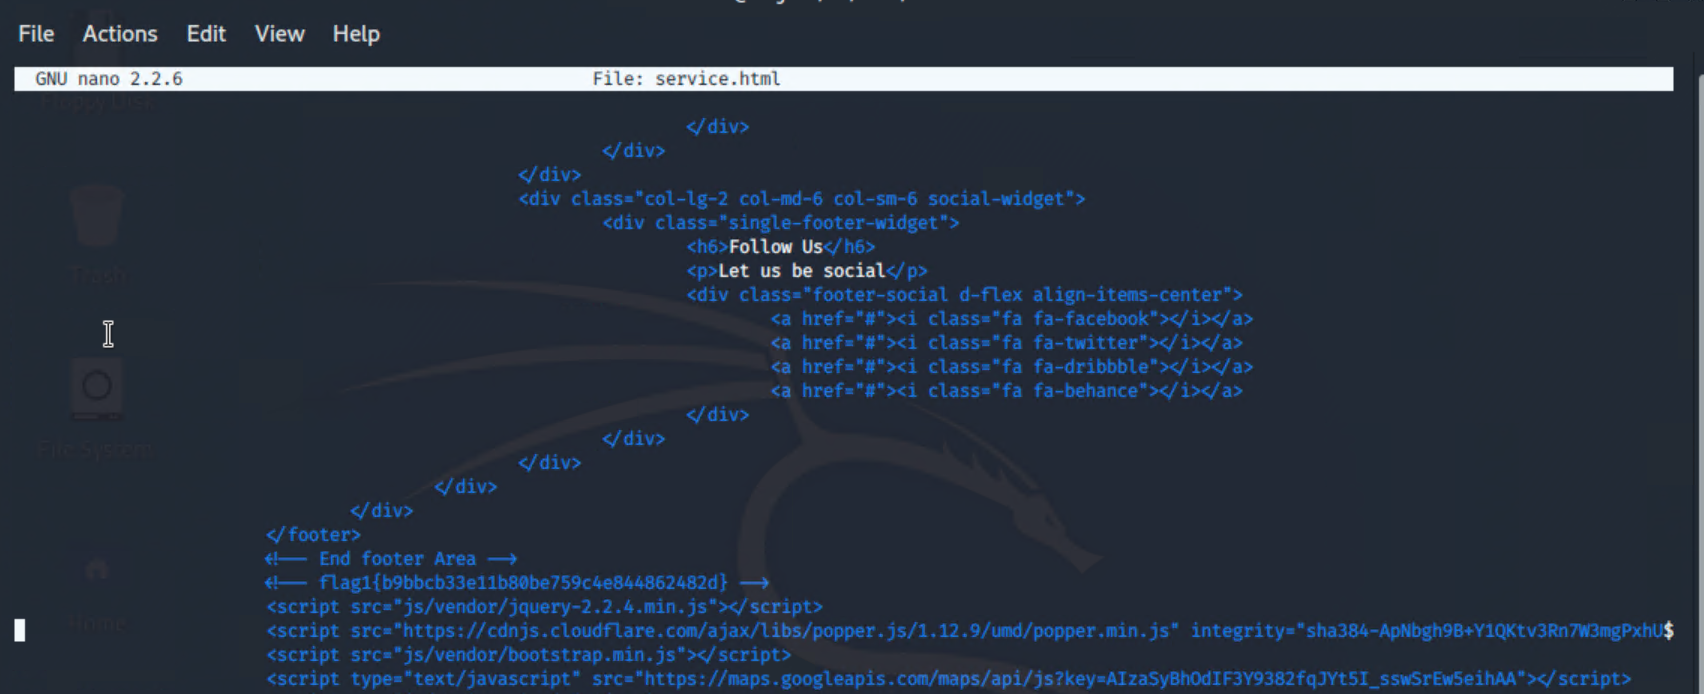 File Actions Edit View Help
GNU nano 2.2.6 File: service.html
Floppy Disk
</div>
</div>
</div>
<div class="col-lg-2 col-md-6 col-sm-6 social-widget">
<div class="single-footer-widget">
<h6>Follow Us</h6>
<p>Let us be social</p>
Trash
<div class="footer-social d-flex align-items-center">
<a href="#"><i class="fa fa-facebook"></i></a>
<a href="#"><i class="fa fa-twitter"></i></a>
<a href="#"><i class="fa fa-dribbble"></i></a>
<a href="#"><i class="fa fa-behance"></i></a>
</div>
</div>
File System
</div>
</div>
</div>
</footer>
<!-- End footer Area -->
<!-- flag1{b9bbcb33e11b80be759c4e844862482d} -->
<script src="js/vendor/jquery-2.2.4.min.js"></script>
Home
<script src="https://cdnjs.cloudflare.com/ajax/libs/popper.js/1.12.9/umd/popper.min.js" integrity="sha384-ApNbgh9B+Y1QKtv3Rn7W3mgPxhU$
<script src="js/vendor/bootstrap.min.js"></script>
<script type="text/javascript" src="https://maps.googleapis.com/maps/api/js?key=AIzaSyBhOdIF3Y9382fqJYt5I_sswSrEw5eihAA"></script>